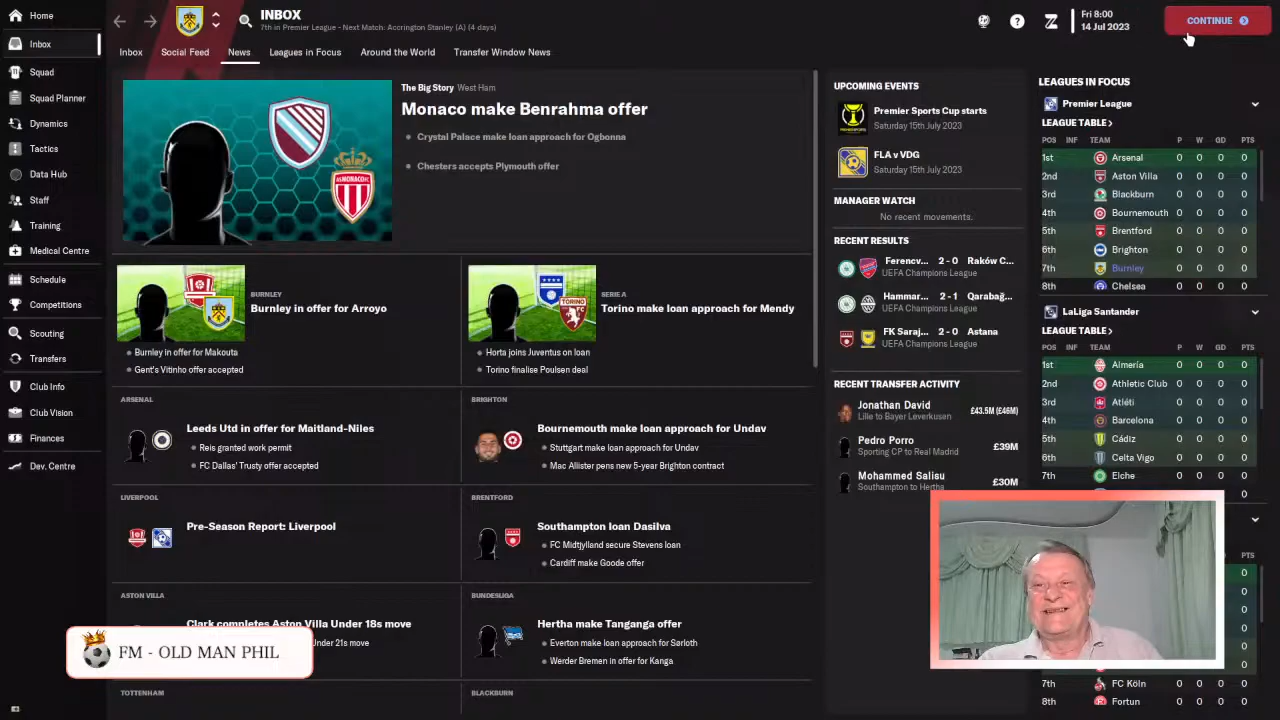 Home
Inbox
Squad
Squad Planner
Dynamics
Tactics
Data Hub
Staff
Training
Medical Centre
Schedule
Competitions
Scouting
Transfers
Club Info
Club Vision
Finances
Dev. Centre
INBOX
7th in Premier League - Next Match: Accrington Stanley (A) (4 days)
Fri 8:00
14 Jul 2023
CONTINUE
Inbox
Social Feed
News
Leagues in Focus
Around the World
Transfer Window News
The Big Story West Ham
Monaco make Benrahma offer
Crystal Palace make loan approach for Ogbonna
Chesters accepts Plymouth offer
BURNLEY
Burnley in offer for Arroyo
Burnley in offer for Makouta
Gent's Vitinho offer accepted
SERIE A
Torino make loan approach for Mendy
Horta joins Juventus on loan
Torino finalise Poulsen deal
ARSENAL
Leeds Utd in offer for Maitland-Niles
Reis granted work permit
FC Dallas' Trusty offer accepted
BRIGHTON
Bournemouth make loan approach for Undav
Stuttgart make loan approach for Undav
Mac Allister pens new 5-year Brighton contract
LIVERPOOL
Pre-Season Report: Liverpool
BRENTFORD
Southampton loan Dasilva
FC Midtjylland secure Stevens loan
Cardiff make Goode offer
ASTON VILLA
Clark completes Aston Villa Under 18s move
Under 21s move
BUNDESLIGA
Hertha make Tanganga offer
Everton make loan approach for Sørloth
Werder Bremen in offer for Kanga
TOTTENHAM
BLACKBURN
FM - OLD MAN PHIL
UPCOMING EVENTS
Premier Sports Cup starts
Saturday 15th July 2023
FLA v VDG
Saturday 15th July 2023
MANAGER WATCH
No recent movements.
RECENT RESULTS
Ferencv... 2 - 0 Raków C...
UEFA Champions League
Hammar... 2 - 1 Qarabağ...
UEFA Champions League
FK Saraj... 2 - 0 Astana
UEFA Champions League
RECENT TRANSFER ACTIVITY
Jonathan David £43.5M (£46M)
Lille to Bayer Leverkusen
Pedro Porro £39M
Sporting CP to Real Madrid
Mohammed Salisu £30M
Southampton to Hertha
LEAGUES IN FOCUS
Premier League
LEAGUE TABLE
POS INF TEAM P W GD PTS
1st Arsenal 0 0 0 0
2nd Aston Villa 0 0 0 0
3rd Blackburn 0 0 0 0
4th Bournemouth 0 0 0 0
5th Brentford 0 0 0 0
6th Brighton 0 0 0 0
7th Burnley 0 0 0 0
8th Chelsea 0 0 0 0
LaLiga Santander
LEAGUE TABLE
POS INF TEAM P W GD PTS
1st Almería 0 0 0 0
2nd Athletic Club 0 0 0 0
3rd Atléti 0 0 0 0
4th Barcelona 0 0 0 0
5th Cádiz 0 0 0 0
6th Celta Vigo 0 0 0 0
7th Elche 0 0 0 0
0
PTS
0
0
0
0
0
0
7th FC Köln 0 0 0 0
8th Fortun 0 0 0 0